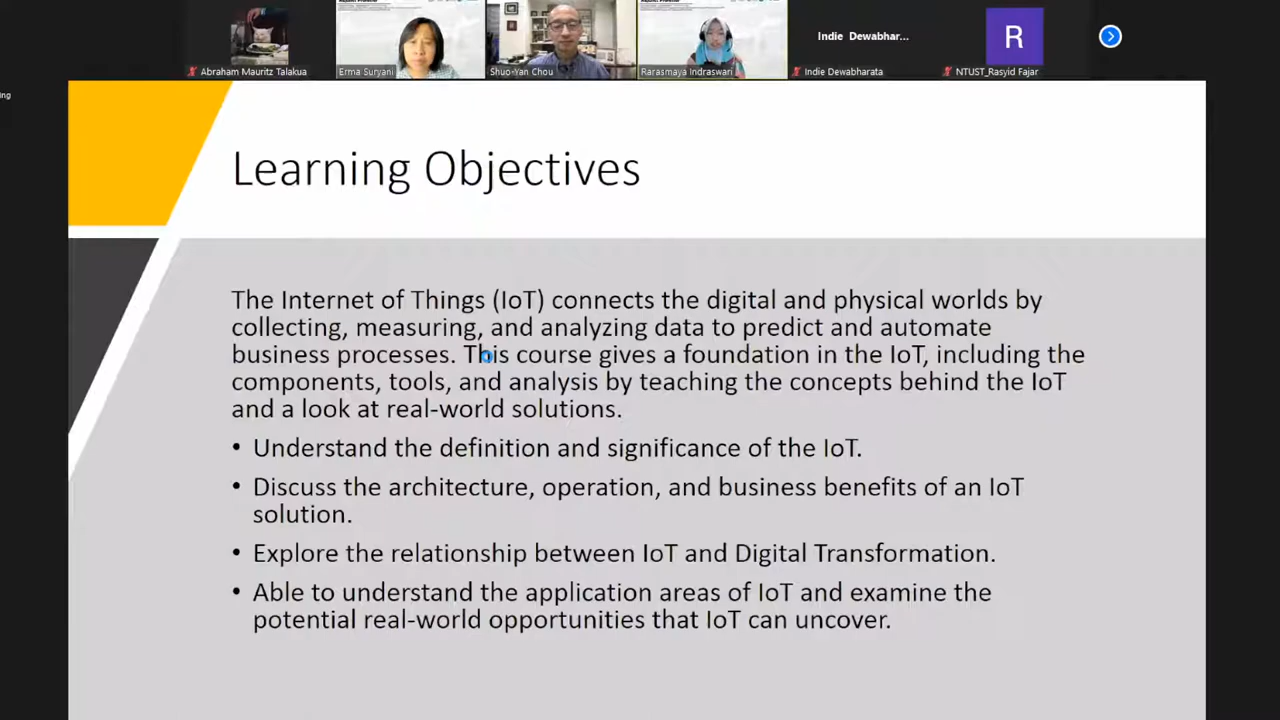 Indie Dewabhar...
R
Abraham Mauritz Talakua
Erma Suryani
Shuo-Yan Chou
Rarasmaya Indraswari
Indie Dewabharata
NTUST_Rasyid Fajar
ing
Learning Objectives
The Internet of Things (IoT) connects the digital and physical worlds by
collecting, measuring, and analyzing data to predict and automate
business processes. This course gives a foundation in the IoT, including the
components, tools, and analysis by teaching the concepts behind the IoT
and a look at real-world solutions.
• Understand the definition and significance of the IoT.
• Discuss the architecture, operation, and business benefits of an IoT
solution.
• Explore the relationship between IoT and Digital Transformation.
• Able to understand the application areas of IoT and examine the
potential real-world opportunities that IoT can uncover.